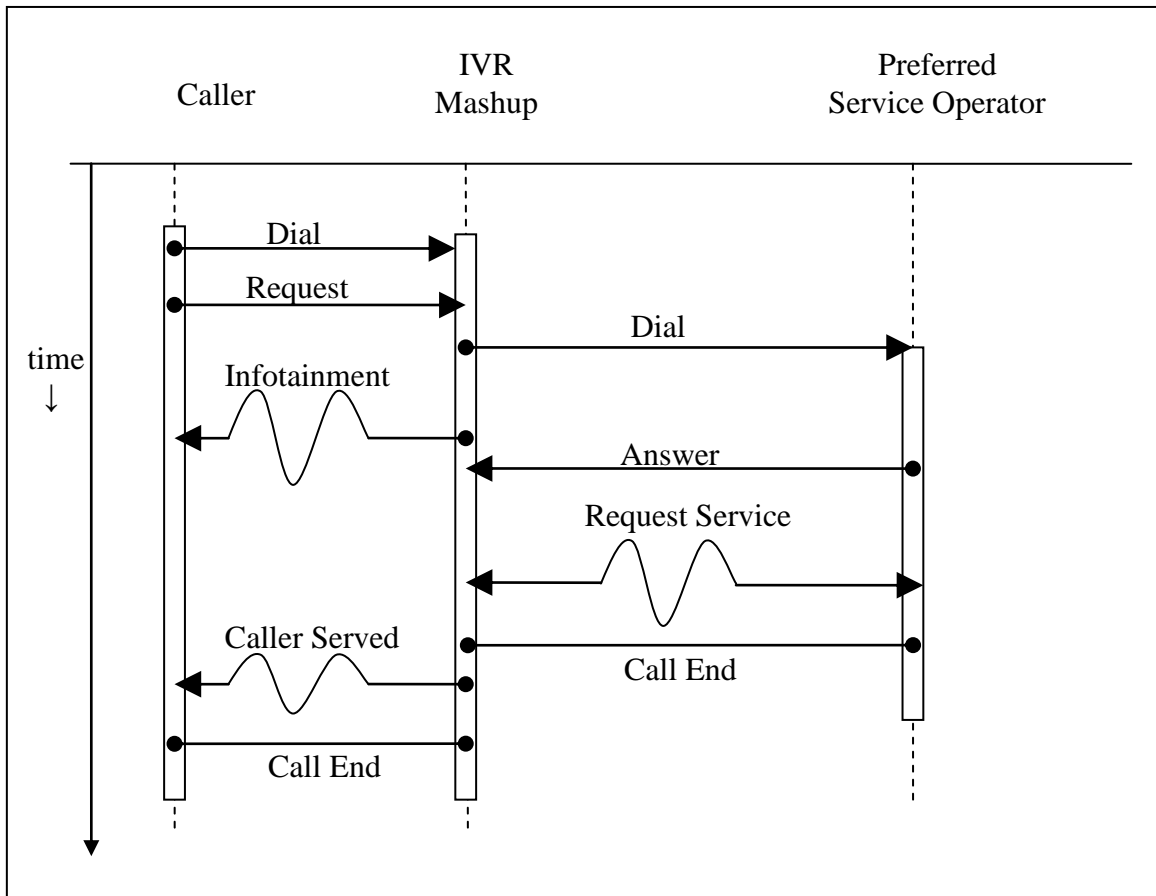 Caller
IVR
Mashup
Preferred
Service Operator
Dial
Request
Dial
time
↓
Infotainment
Answer
Request Service
Caller Served
Call End
Call End